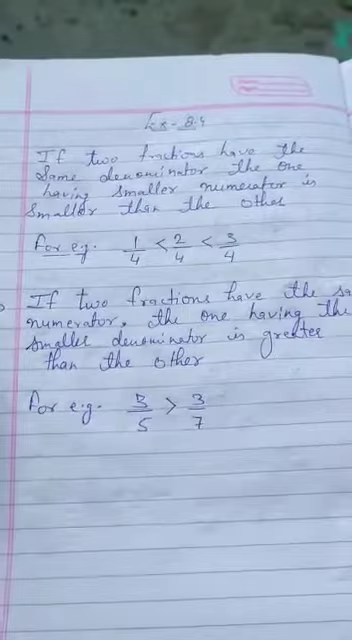 Ex - 8.4
If two fractions have the
same denominator the one
having smaller numerator is
smaller than the other
For e.g. 1/4 < 2/4 < 3/4
If two fractions have the sa
numerator, the one having the
smaller denominator is greater
than the other
For e.g. 3/5 > 3/7